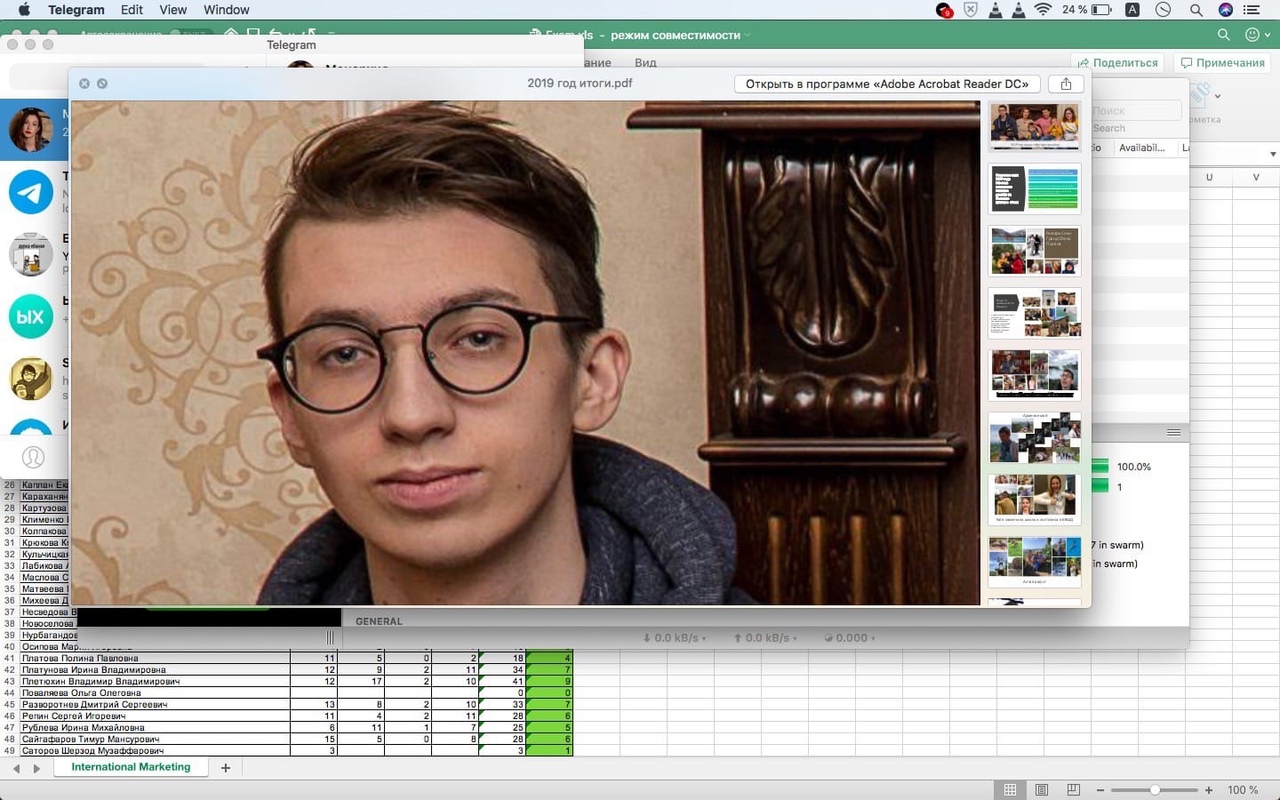 Telegram Edit View Window 24 % A
Exam.xls - режим совместимости
Telegram
ание Вид
Поделиться Примечания
2019 год итоги.pdf
Открыть в программе «Adobe Acrobat Reader DC»
Поиск
Search
Availabil...
U V
ЫХ
100.0%
1
7 in swarm)
in swarm)
GENERAL
0.0 kB/s 0.0 kB/s 0.000
26 Каплан Ека
27 Караханян
28 Картузова
29 Клименко
30 Колпакова
31 Крюкова Кс
32 Кульчицкая
33 Лабикова А
34 Маслова С
35 Матвеева
36 Михеева Д
37 Несведова В
38 Новоселова
39 Нурбагандов
40 Осипова Мария Игоревна
41 Платова Полина Павловна 11 5 0 2 18 4
42 Платунова Ирина Владимировна 12 9 2 11 34 7
43 Плетюхин Владимир Владимирович 12 17 2 10 41 9
44 Поваляева Ольга Олеговна 0 0
45 Разворотнев Дмитрий Сергеевич 13 8 2 10 33 7
46 Репин Сергей Игоревич 11 4 2 11 28 6
47 Рублева Ирина Михайловна 6 11 1 7 25 5
48 Сайгафаров Тимур Мансурович 15 5 0 8 28 6
49 Саторов Шерзод Музаффарович 3 3 1
International Marketing
100 %